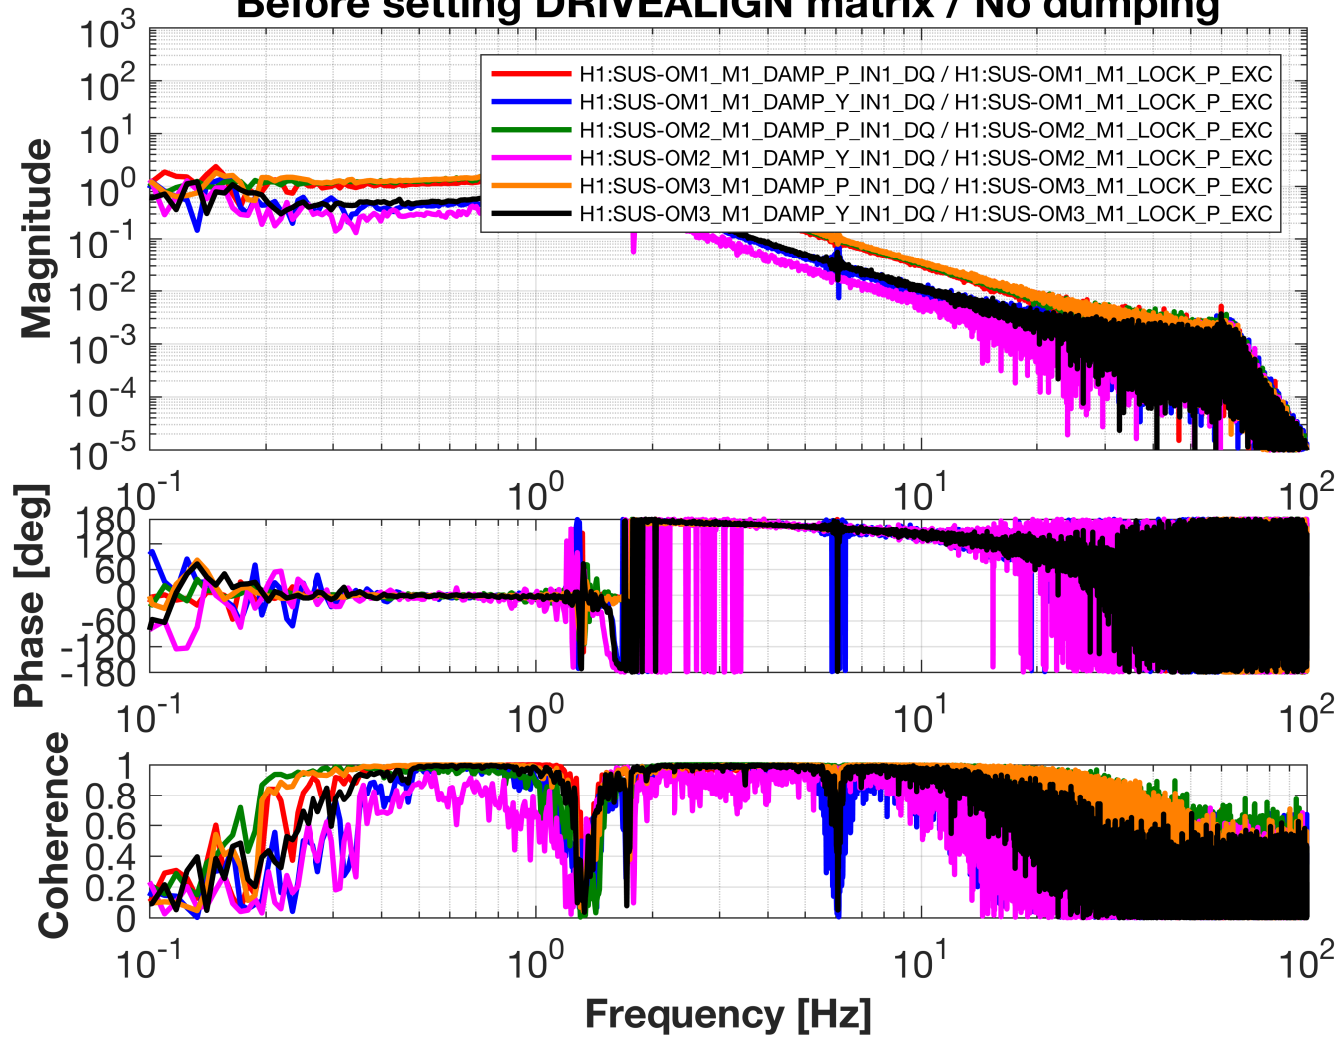 Before setting DRIVEALIGN matrix / No dumping
H1:SUS-OM1_M1_DAMP_P_IN1_DQ / H1:SUS-OM1_M1_LOCK_P_EXC
H1:SUS-OM1_M1_DAMP_Y_IN1_DQ / H1:SUS-OM1_M1_LOCK_P_EXC
H1:SUS-OM2_M1_DAMP_P_IN1_DQ / H1:SUS-OM2_M1_LOCK_P_EXC
H1:SUS-OM2_M1_DAMP_Y_IN1_DQ / H1:SUS-OM2_M1_LOCK_P_EXC
H1:SUS-OM3_M1_DAMP_P_IN1_DQ / H1:SUS-OM3_M1_LOCK_P_EXC
H1:SUS-OM3_M1_DAMP_Y_IN1_DQ / H1:SUS-OM3_M1_LOCK_P_EXC
Magnitude
10^3
10^2
10^1
10^0
10^-1
10^-2
10^-3
10^-4
10^-5
10^-1 10^0 10^1 10^2
Phase [deg]
180
120
60
0
-60
-120
-180
10^-1 10^0 10^1 10^2
Coherence
1
0.8
0.6
0.4
0.2
0
10^-1 10^0 10^1 10^2
Frequency [Hz]